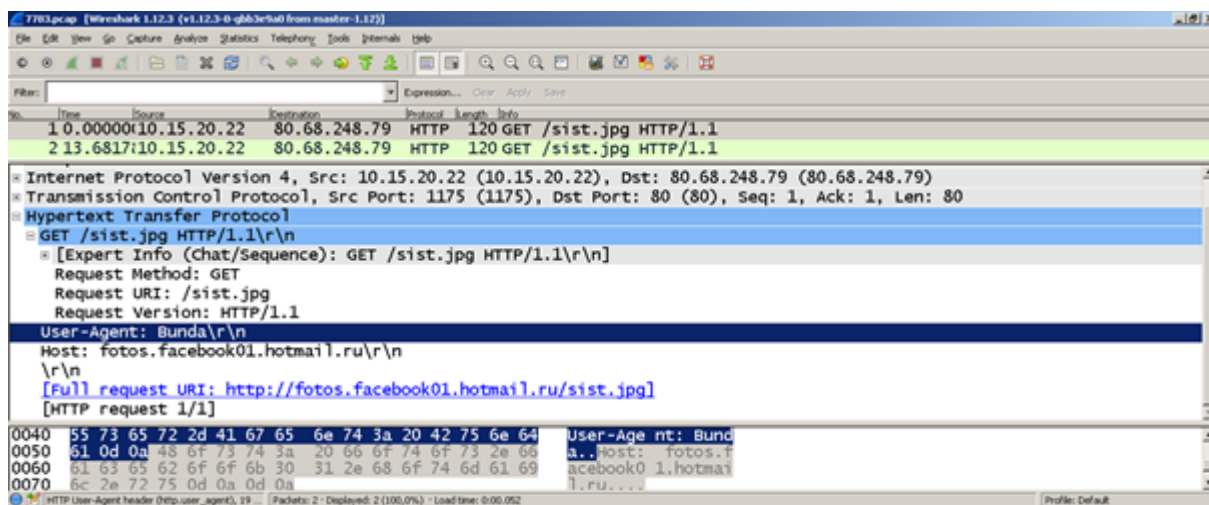 7783.pcap [Wireshark 1.12.3 (v1.12.3-0-gbb3e9a0 from master-1.12)]
File Edit View Go Capture Analyze Statistics Telephony Tools Internals Help
Filter: Expression... Clear Apply Save
No. Time Source Destination Protocol Length Info
1 0.000000 10.15.20.22 80.68.248.79 HTTP 120 GET /sist.jpg HTTP/1.1
2 13.6817 10.15.20.22 80.68.248.79 HTTP 120 GET /sist.jpg HTTP/1.1
Internet Protocol Version 4, Src: 10.15.20.22 (10.15.20.22), Dst: 80.68.248.79 (80.68.248.79)
Transmission Control Protocol, Src Port: 1175 (1175), Dst Port: 80 (80), Seq: 1, Ack: 1, Len: 80
Hypertext Transfer Protocol
GET /sist.jpg HTTP/1.1\r\n
[Expert Info (Chat/Sequence): GET /sist.jpg HTTP/1.1\r\n]
Request Method: GET
Request URI: /sist.jpg
Request Version: HTTP/1.1
User-Agent: Bunda\r\n
Host: fotos.facebook01.hotmail.ru\r\n
\r\n
[Full request URI: http://fotos.facebook01.hotmail.ru/sist.jpg]
[HTTP request 1/1]
0040 55 73 65 72 2d 41 67 65 6e 74 3a 20 42 75 6e 64 User-Age nt: Bund
0050 61 0d 0a 48 6f 73 74 3a 20 66 6f 74 6f 73 2e 66 a..Host: fotos.f
0060 61 63 65 62 6f 6f 6b 30 31 2e 68 6f 74 6d 61 69 acebook0 1.hotmai
0070 6c 2e 72 75 0d 0a 0d 0a l.ru....
HTTP User-Agent header (http.user_agent), 19 ... Packets: 2 · Displayed: 2 (100,0%) · Load time: 0:00.052 Profile: Default